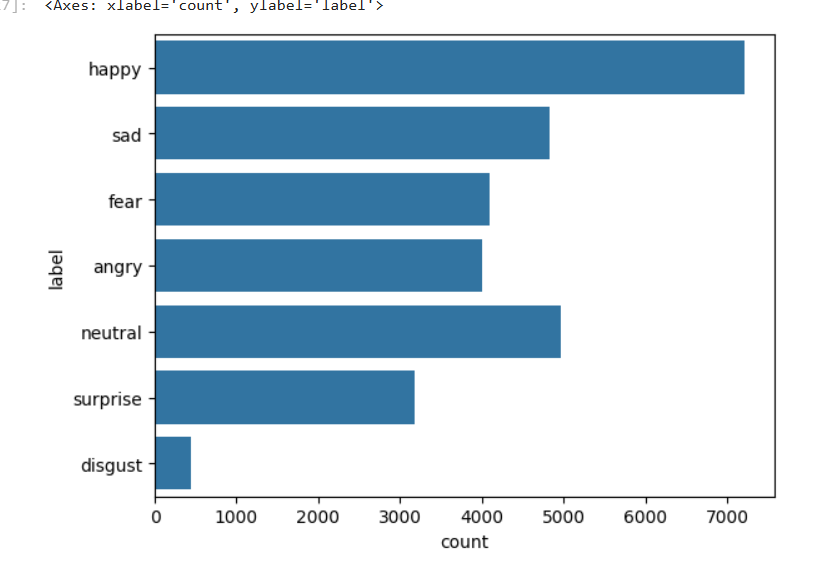 7]: <Axes: xlabel='count', ylabel='label'>
happy
sad
fear
angry
neutral
surprise
disgust
label
0 1000 2000 3000 4000 5000 6000 7000
count